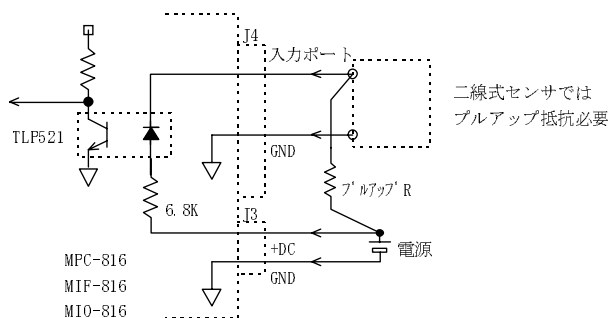 J4
入力ポート
二線式センサでは
プルアップ抵抗必要
TLP521
GND
プルアップR
6.8K
J3
+DC
電源
GND
MPC-816
MIF-816
MIO-816